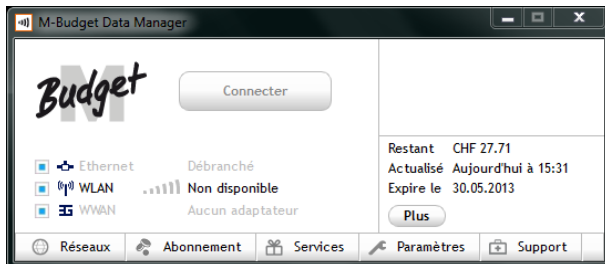 M-Budget Data Manager
M Budget
Connecter
Ethernet Débranché
WLAN Non disponible
3G WWAN Aucun adaptateur
Restant CHF 27.71
Actualisé Aujourd'hui à 15:31
Expire le 30.05.2013
Plus
Réseaux Abonnement Services Paramètres Support